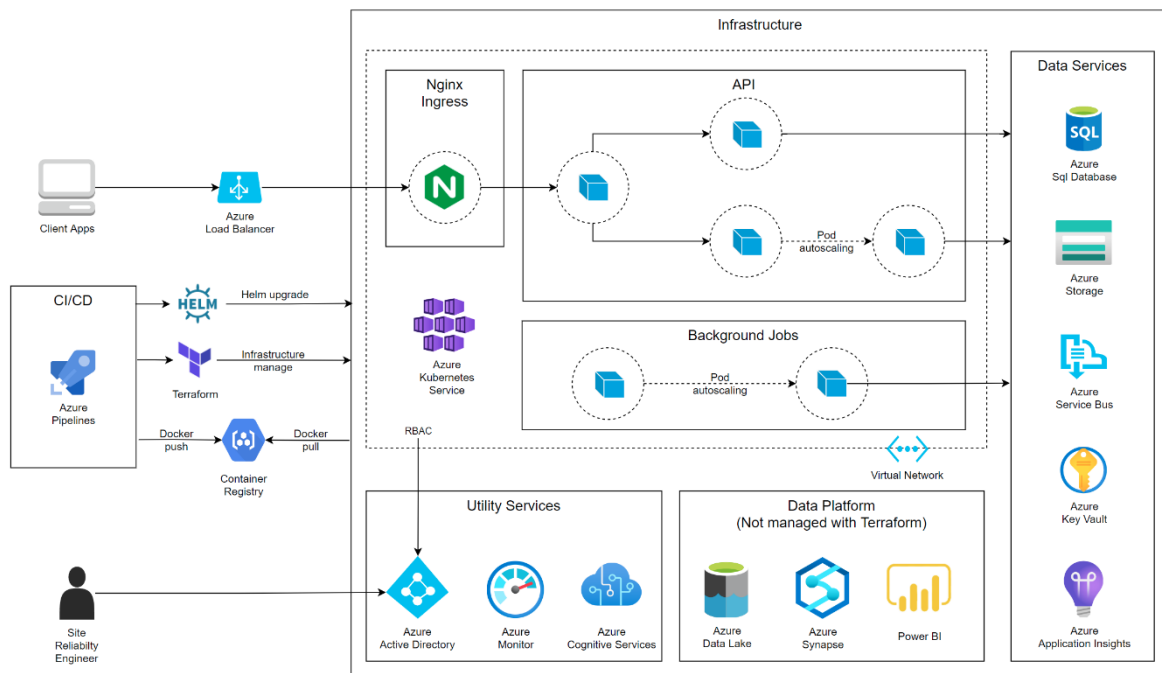 Infrastructure
Nginx
Ingress
API
Data Services
SQL
Azure
Sql Database
Client Apps
Azure
Load Balancer
Pod
autoscaling
Azure
Storage
CI/CD
HELM
Helm upgrade
Azure
Pipelines
Terraform
Infrastructure
manage
Azure
Kubernetes
Service
Background Jobs
Pod
autoscaling
Azure
Service Bus
Docker
push
Docker
pull
Container
Registry
RBAC
Virtual Network
Azure
Key Vault
Utility Services
Data Platform
(Not managed with Terraform)
Site
Reliabilty
Engineer
Azure
Active Directory
Azure
Monitor
Azure
Cognitive Services
Azure
Data Lake
Azure
Synapse
Power BI
Azure
Application Insights